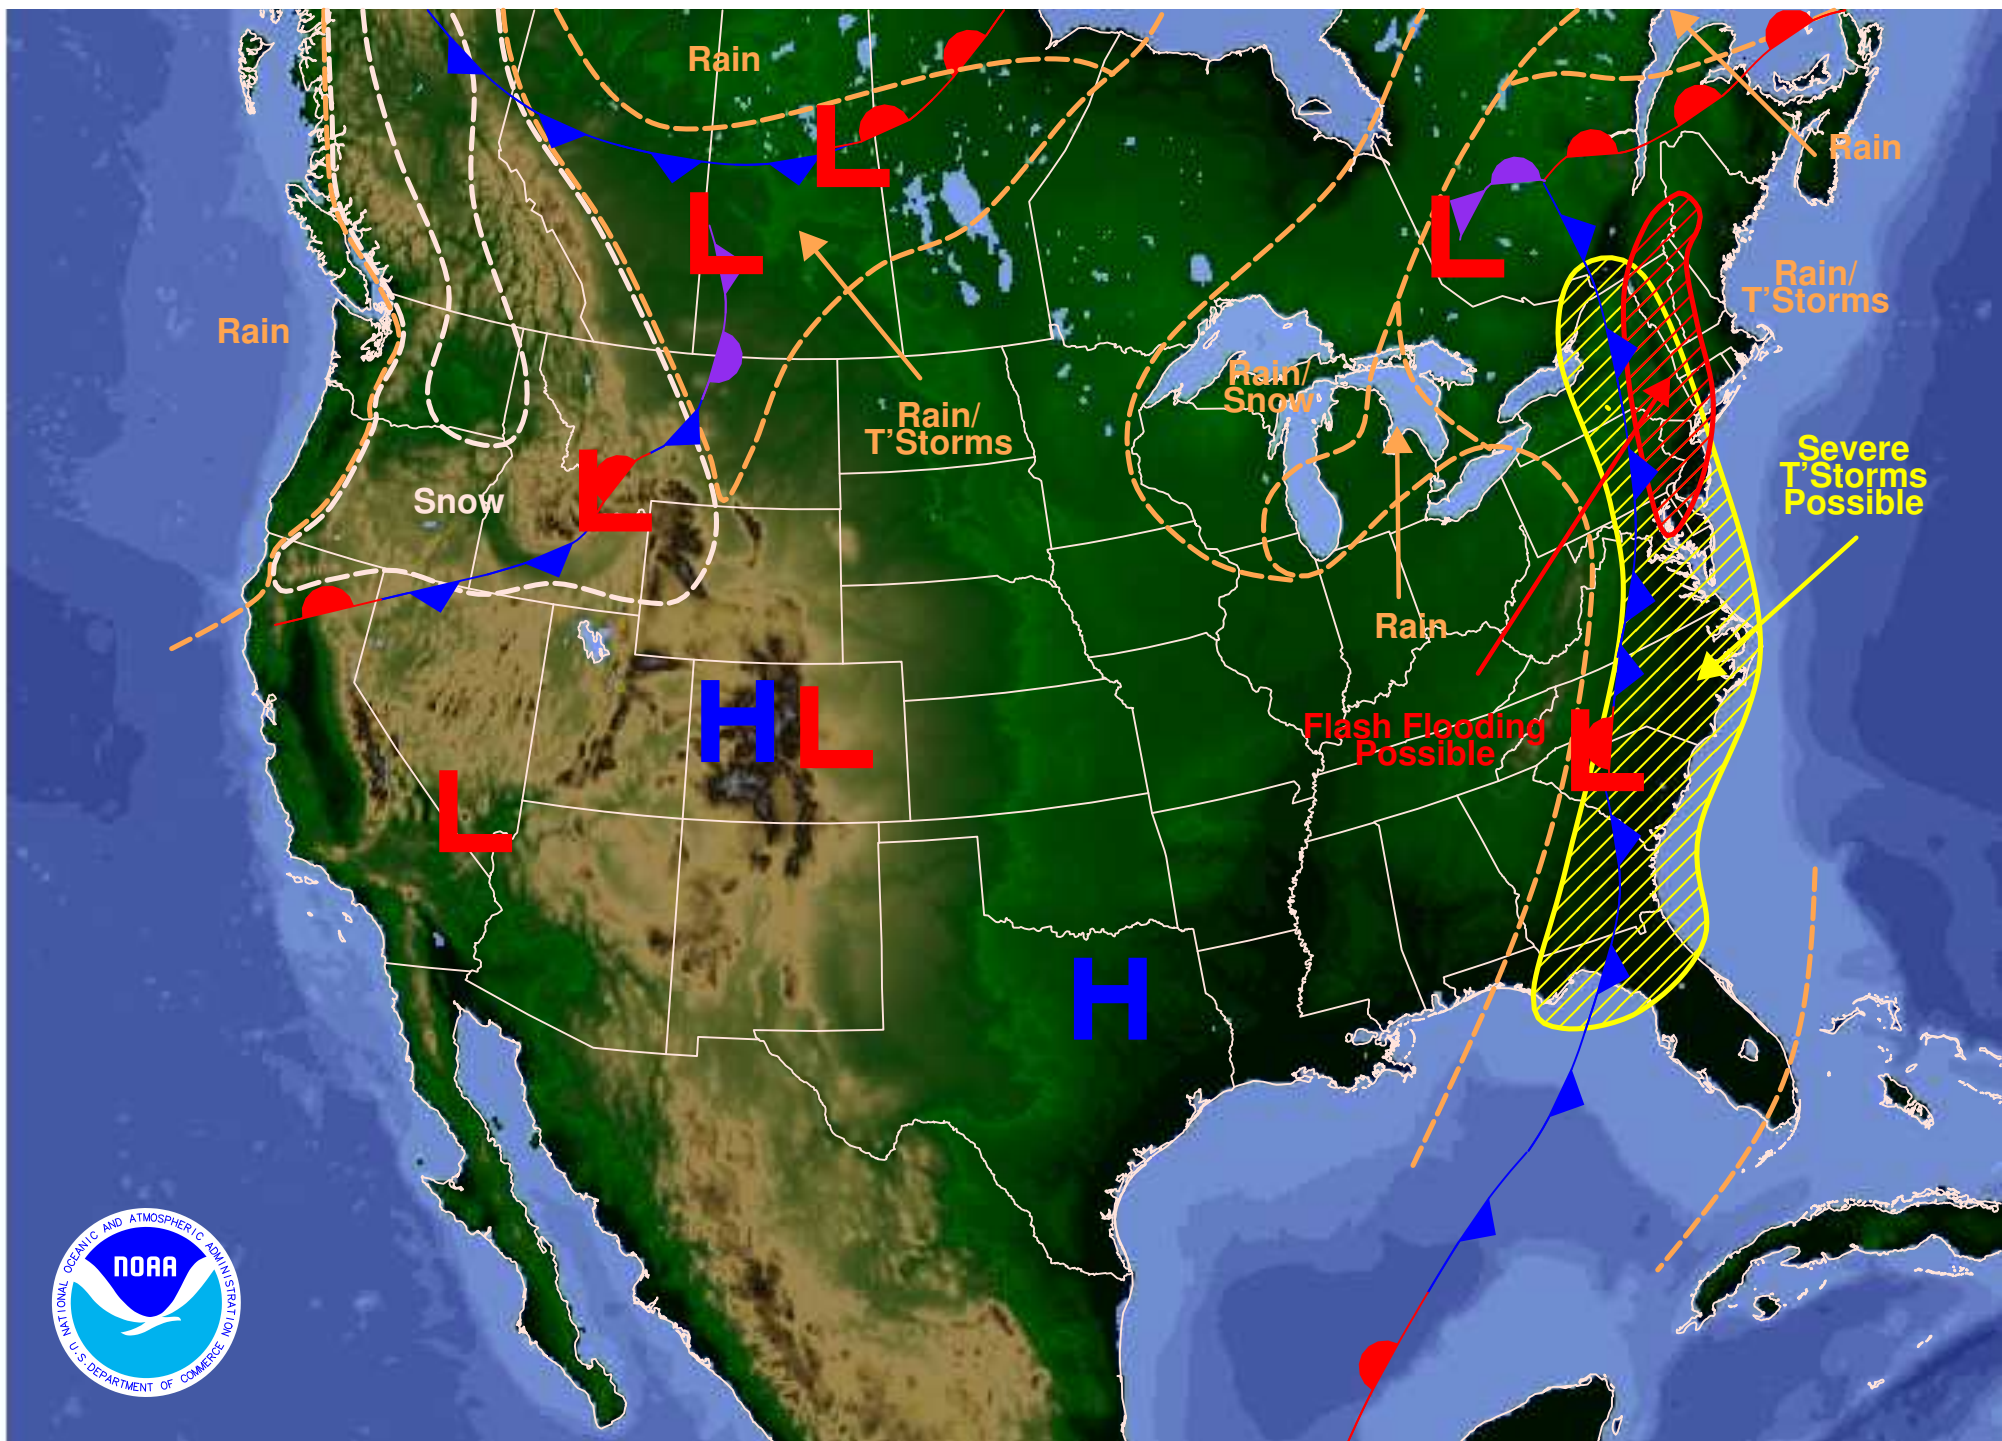 Rain
Rain
Rain/
T'Storms
Rain
Rain/
Snow
Rain/
T'Storms
Severe
T'Storms
Possible
Snow
Rain
Flash Flooding
Possible
L
L
L
L
L
H
L
L
L
H
NATIONAL OCEANIC AND ATMOSPHERIC ADMINISTRATION
NOAA
U.S. DEPARTMENT OF COMMERCE